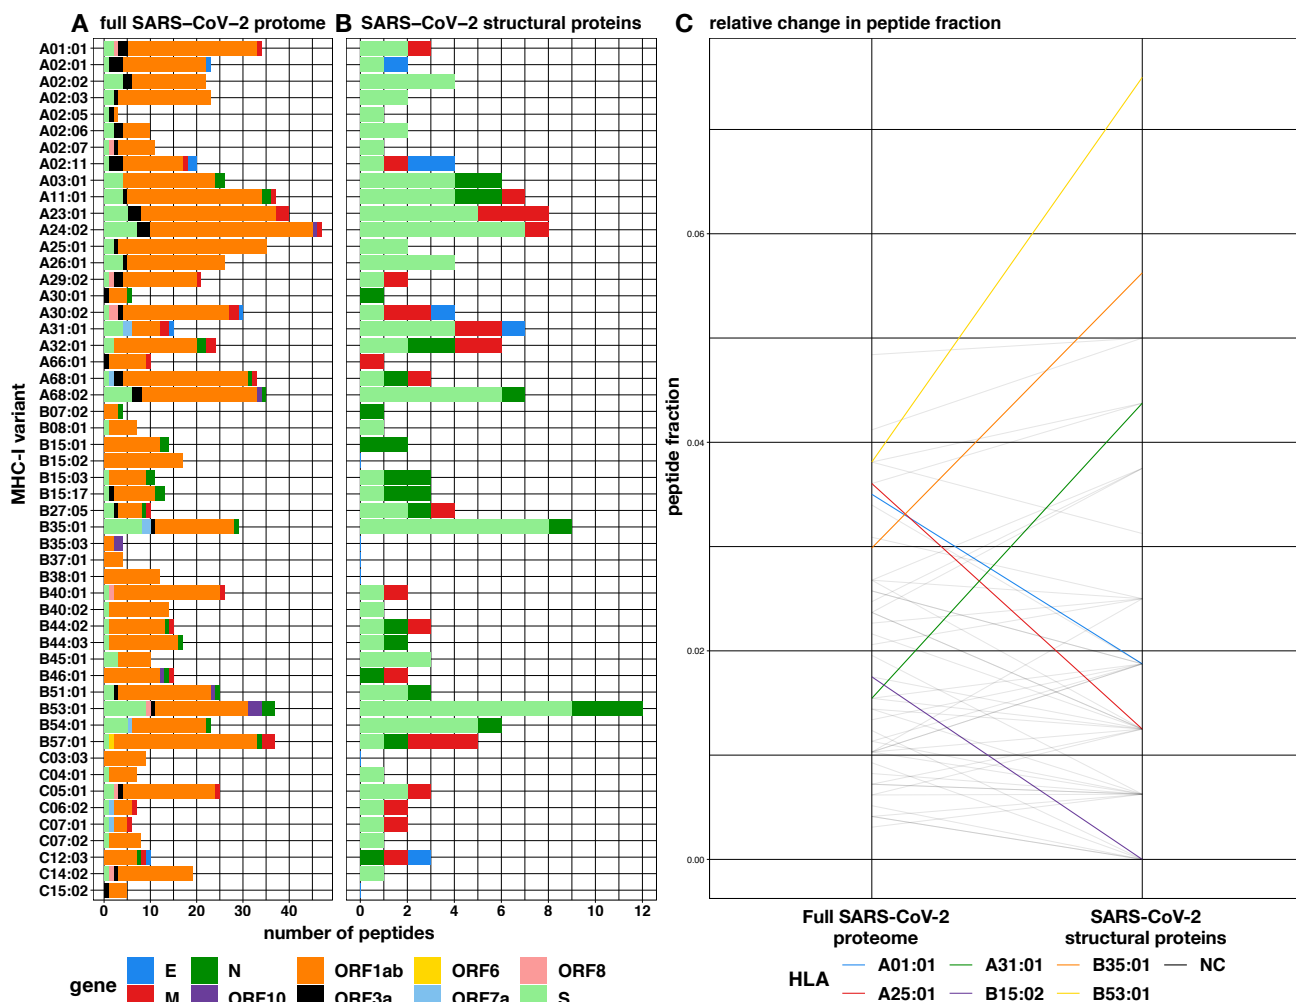 A full SARS−CoV−2 protome B SARS−CoV−2 structural proteins C relative change in peptide fraction
A01:01
A02:01
A02:02
A02:03
A02:05
A02:06
A02:07
A02:11
A03:01
A11:01
A23:01
A24:02
A25:01
A26:01
A29:02
A30:01
A30:02
A31:01
A32:01
A66:01
A68:01
A68:02
B07:02
B08:01
B15:01
B15:02
B15:03
B15:17
B27:05
B35:01
B35:03
B37:01
B38:01
B40:01
B40:02
B44:02
B44:03
B45:01
B46:01
B51:01
B53:01
B54:01
B57:01
C03:03
C04:01
C05:01
C06:02
C07:01
C07:02
C12:03
C14:02
C15:02
MHC-I variant
0 10 20 30 40
0 2 4 6 8 10 12
number of peptides
peptide fraction
0.06
0.04
0.02
0.00
Full SARS-CoV-2
proteome
SARS-CoV-2
structural proteins
gene
E N ORF1ab ORF6 ORF8
M ORF10 ORF3a ORF7a S
HLA
A01:01 A31:01 B35:01 NC
A25:01 B15:02 B53:01